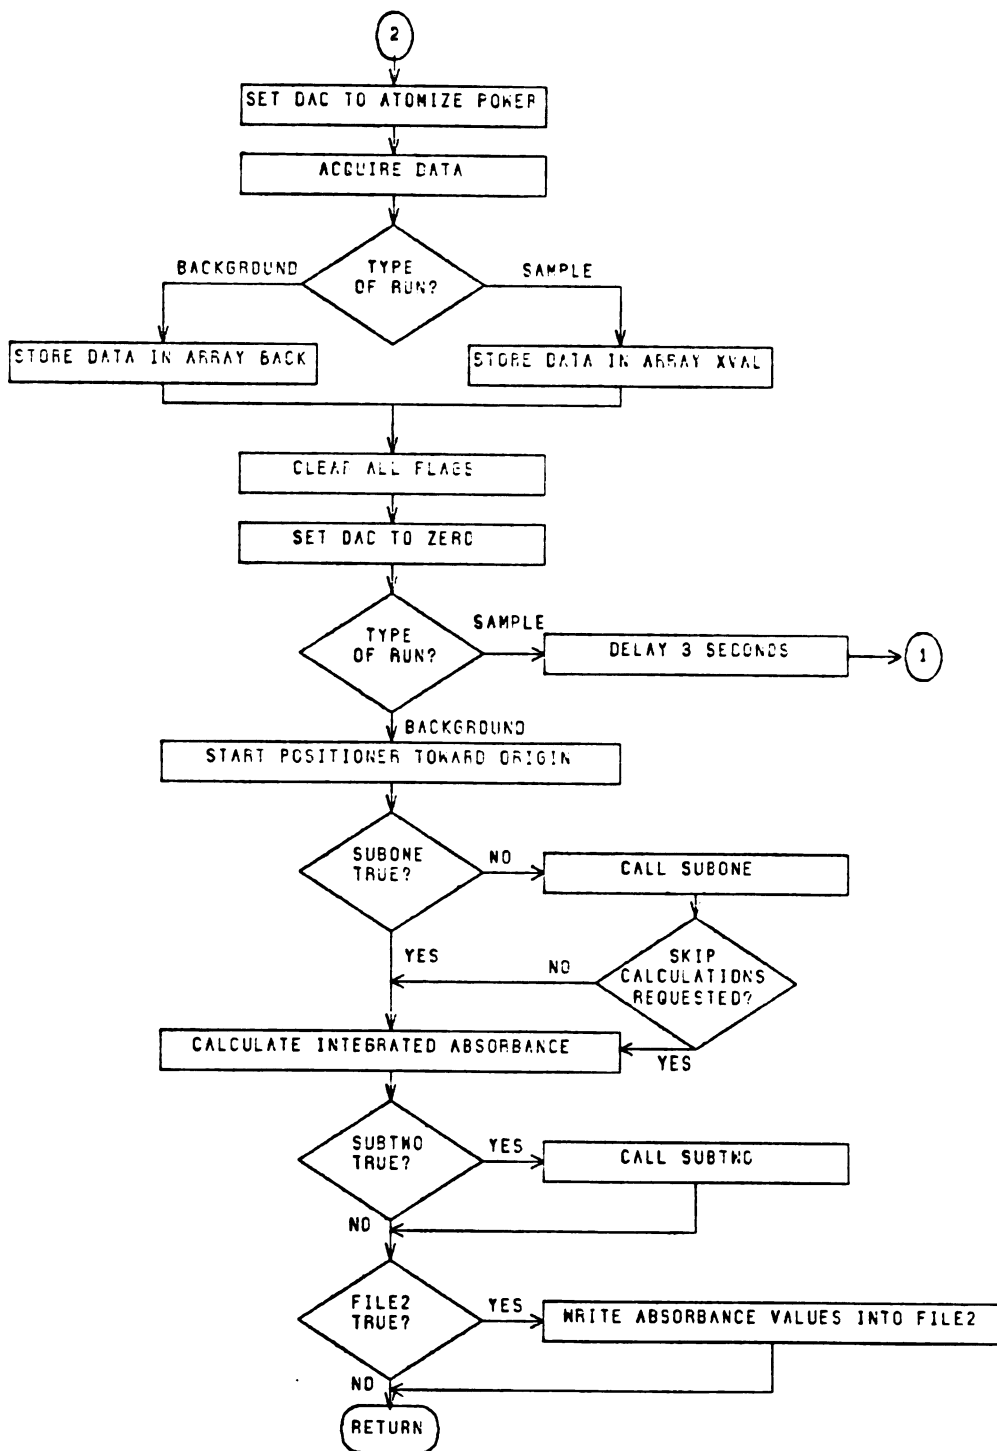 2
SET DAC TO ATOMIZE POWER
ACQUIRE DATA
TYPE
OF RUN?
BACKGROUND
SAMPLE
STORE DATA IN ARRAY BACK
STORE DATA IN ARRAY XVAL
CLEAR ALL FLAGS
SET DAC TO ZERO
TYPE
OF RUN?
SAMPLE
DELAY 3 SECONDS
1
BACKGROUND
START POSITIONER TOWARD ORIGIN
SUBONE
TRUE?
NO
CALL SUBONE
YES
NO
SKIP
CALCULATIONS
REQUESTED?
YES
CALCULATE INTEGRATED ABSORBANCE
SUBTWO
TRUE?
YES
CALL SUBTWO
NO
FILE2
TRUE?
YES
WRITE ABSORBANCE VALUES INTO FILE2
NO
RETURN